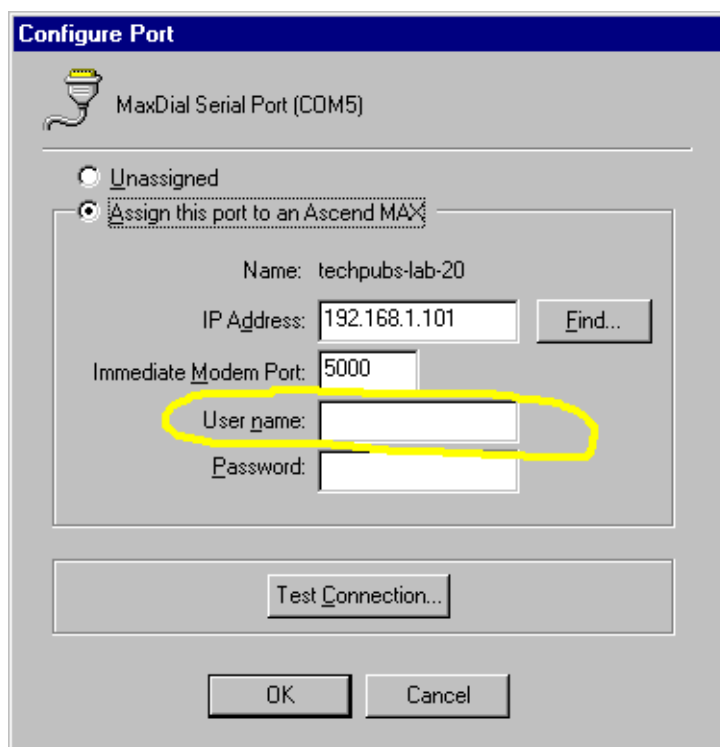 Configure Port
MaxDial Serial Port (COM5)
Unassigned
Assign this port to an Ascend MAX
Name: techpubs-lab-20
IP Address: 192.168.1.101 Find...
Immediate Modem Port: 5000
User name:
Password:
Test Connection...
OK Cancel